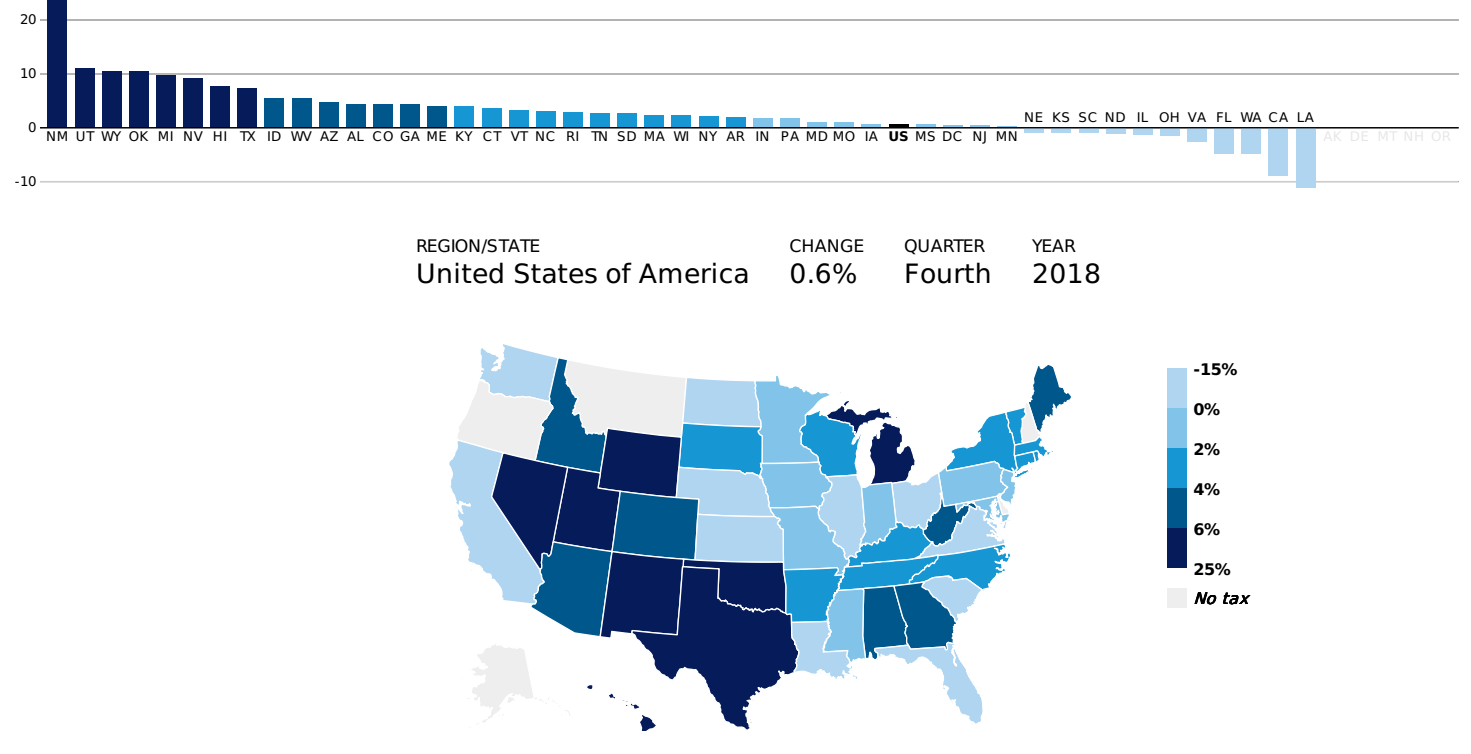 20
10
0
NM UT WY OK MI NV HI TX ID WV AZ AL CO GA ME KY CT VT NC RI TN SD MA WI NY AR IN PA MD MO IA US MS DC NJ MN NE KS SC ND IL OH VA FL WA CA LA AK DE MT NH OR
-10
REGION/STATE CHANGE QUARTER YEAR
United States of America 0.6% Fourth 2018
-15%
0%
2%
4%
6%
25%
No tax